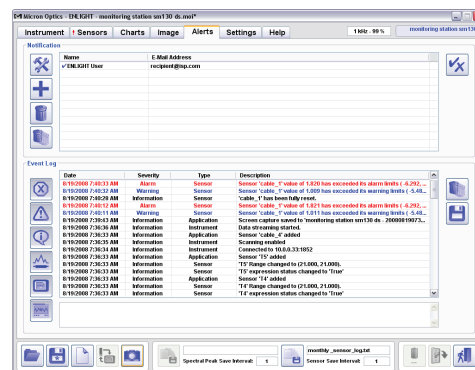 Micron Optics - ENLIGHT - monitoring station sm130 ds.moi*
Instrument ! Sensors Charts Image Alerts Settings Help 1 kHz - 99 % monitoring station sm130
Notification
Name E-Mail Address
ENLIGHT User recipient@isp.com
Event Log
Date Severity Type Description
8/19/2008 7:40:33 AM Alarm Sensor Sensor 'cable_1' value of 1.820 has exceeded its alarm limits (-6.292, ...
8/19/2008 7:40:32 AM Warning Sensor Sensor 'cable_1' value of 1.009 has exceeded its warning limits (-5.48...
8/19/2008 7:40:28 AM Information Sensor 'cable_1' has been fully reset.
8/19/2008 7:40:12 AM Alarm Sensor Sensor 'cable_1' value of 1.821 has exceeded its alarm limits (-6.292, ...
8/19/2008 7:40:11 AM Warning Sensor Sensor 'cable_1' value of 1.011 has exceeded its warning limits (-5.48...
8/19/2008 7:39:43 AM Information Application Screen capture saved to 'monitoring station sm130 ds - 20080819073...
8/19/2008 7:36:36 AM Information Instrument Data streaming started.
8/19/2008 7:36:36 AM Information Application Sensor 'cable_4' added
8/19/2008 7:36:35 AM Information Instrument Scanning enabled
8/19/2008 7:36:33 AM Information Instrument Connected to 10.0.0.33:1852
8/19/2008 7:36:33 AM Information Application Sensor 'T5' added
8/19/2008 7:36:33 AM Information Sensor 'T5' Range changed to (21.000, 21.000).
8/19/2008 7:36:33 AM Information Sensor 'T5' expression status changed to 'True'
8/19/2008 7:36:33 AM Information Application Sensor 'T4' added
8/19/2008 7:36:33 AM Information Sensor 'T4' Range changed to (21.000, 21.000).
8/19/2008 7:36:33 AM Information Sensor 'T4' expression status changed to 'True'
monthly_sensor_log.txt
Spectral Peak Save Interval: 1 Sensor Save Interval: 1